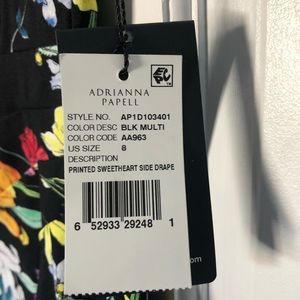 ADRIANNA
PAPELL
STYLE NO. AP1D103401
COLOR DESC BLK MULTI
COLOR CODE AA963
US SIZE 8
DESCRIPTION
PRINTED SWEETHEART SIDE DRAPE
6 52933 29248 1
.com